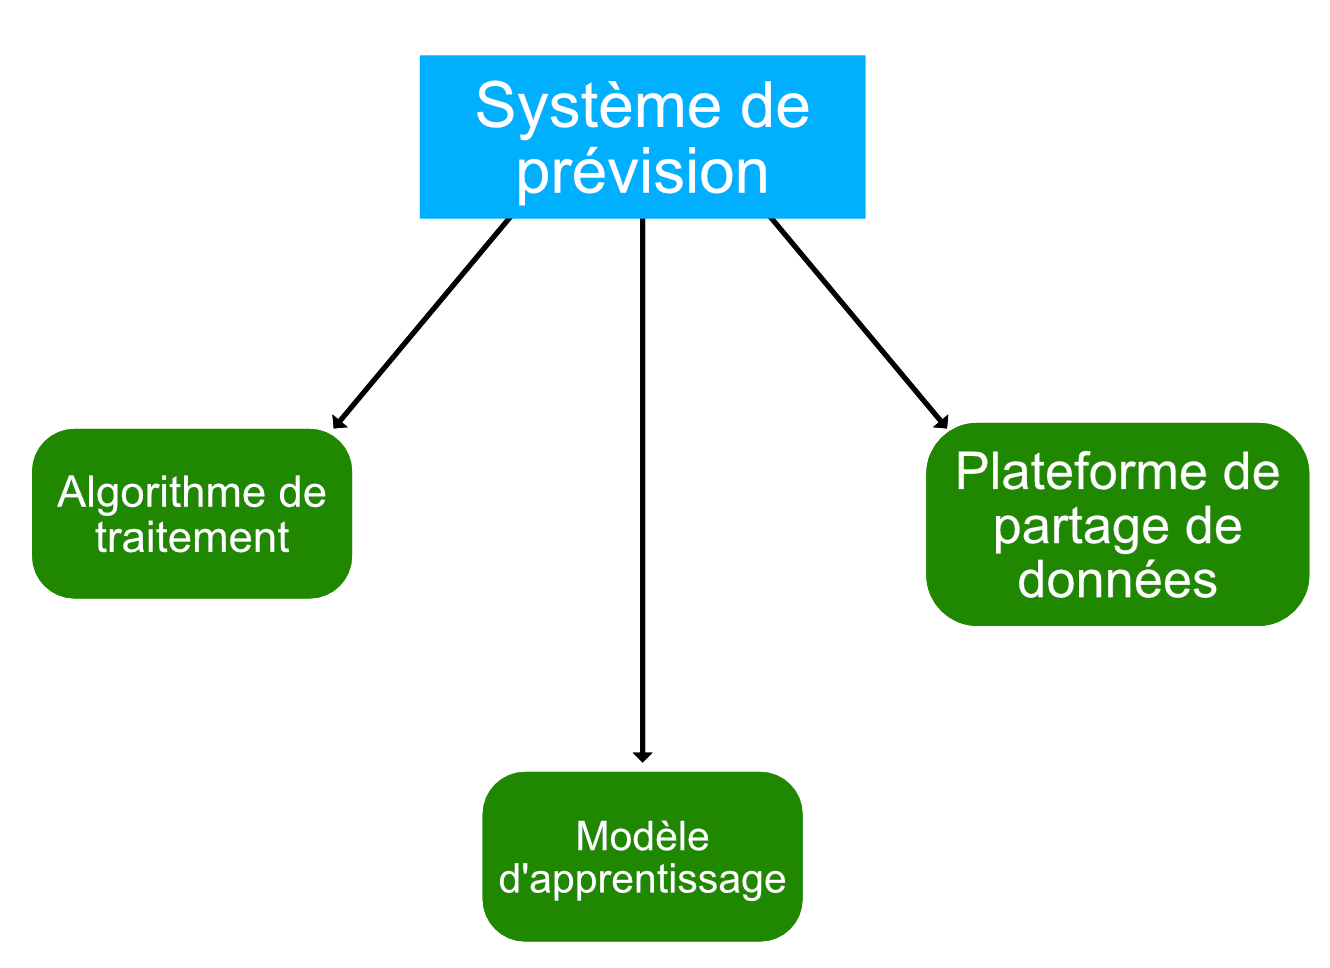 Système de
prévision
Algorithme de
traitement
Plateforme de
partage de
données
Modèle
d'apprentissage